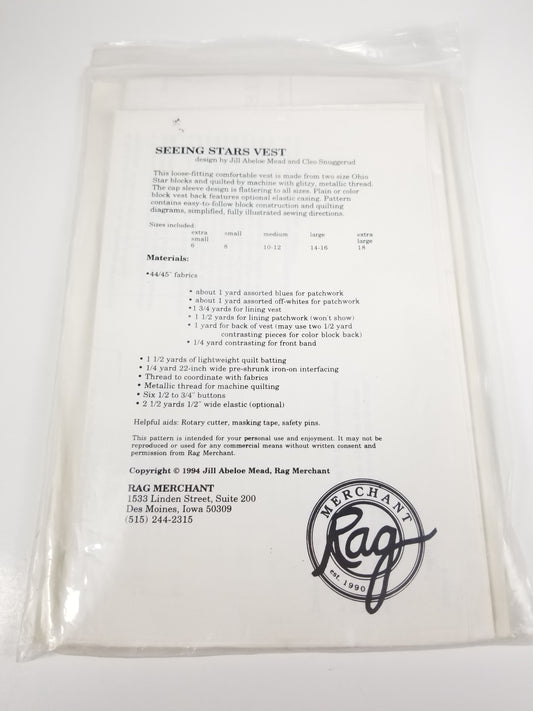 SEEING STARS VEST
design by Jill Abeloe Mead and Cleo Snuggerud
This loose-fitting comfortable vest is made from two size Ohio
Star blocks and quilted by machine with glitzy, metallic thread.
The cap sleeve design is flattering to all sizes. Plain or color
block vest back features optional elastic casing. Pattern
contains easy-to-follow block construction and quilting
diagrams, simplified, fully illustrated sewing directions.
Sizes included:
extra small medium large extra
small large
6 8 10-12 14-16 18
Materials:
•44/45" fabrics
• about 1 yard assorted blues for patchwork
• about 1 yard assorted off-whites for patchwork
• 1 3/4 yards for lining vest
• 1 1/2 yards for lining patchwork (won't show)
• 1 yard for back of vest (may use two 1/2 yard
contrasting pieces for color block back)
• 1/4 yard contrasting for front band
• 1 1/2 yards of lightweight quilt batting
• 1/4 yard 22-inch wide pre-shrunk iron-on interfacing
• Thread to coordinate with fabrics
• Metallic thread for machine quilting
• Six 1/2 to 3/4" buttons
• 2 1/2 yards 1/2" wide elastic (optional)
Helpful aids: Rotary cutter, masking tape, safety pins.
This pattern is intended for your personal use and enjoyment. It may not be
reproduced or used for any commercial means without written consent and
permission from Rag Merchant.
Copyright © 1994 Jill Abeloe Mead, Rag Merchant
RAG MERCHANT
1533 Linden Street, Suite 200
Des Moines, Iowa 50309
(515) 244-2315
MERCHANT
Rag
est. 1990